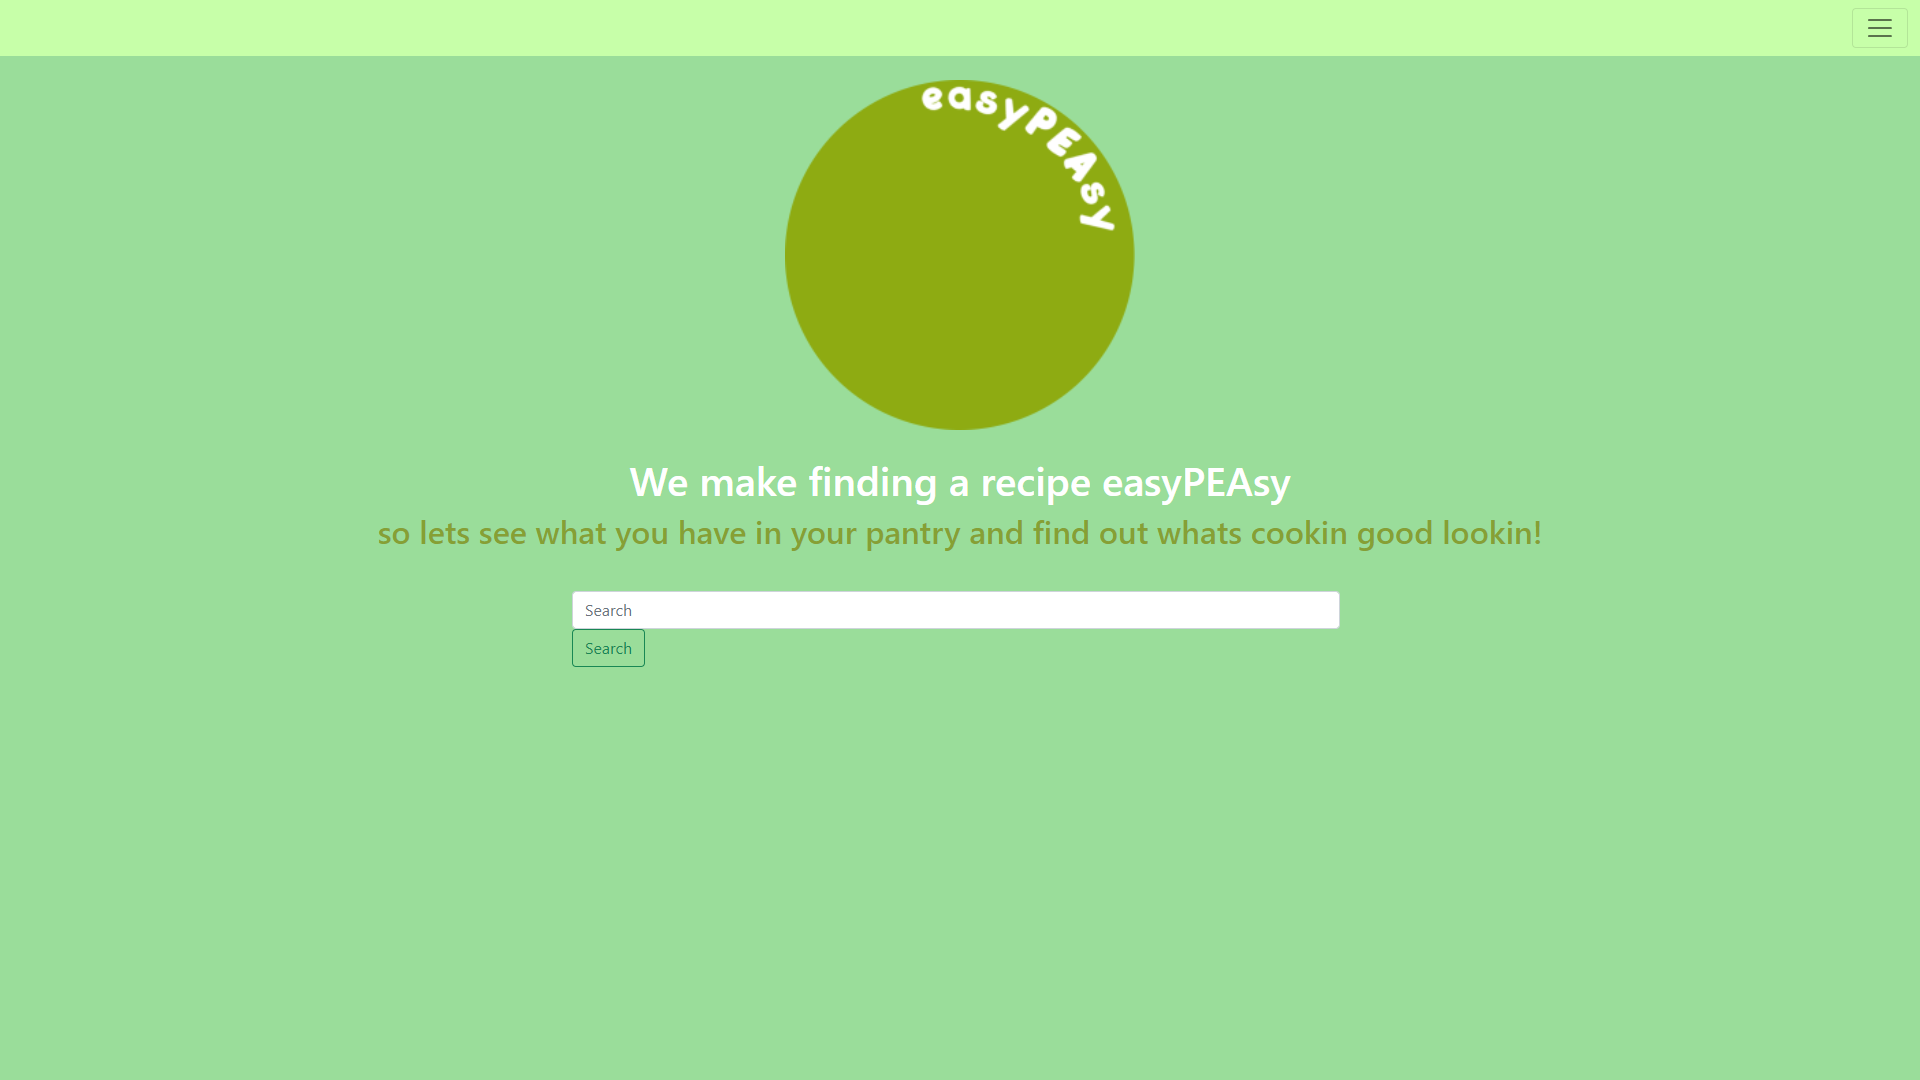 easyPEAsy
We make finding a recipe easyPEAsy
so lets see what you have in your pantry and find out whats cookin good lookin!
Search
Search